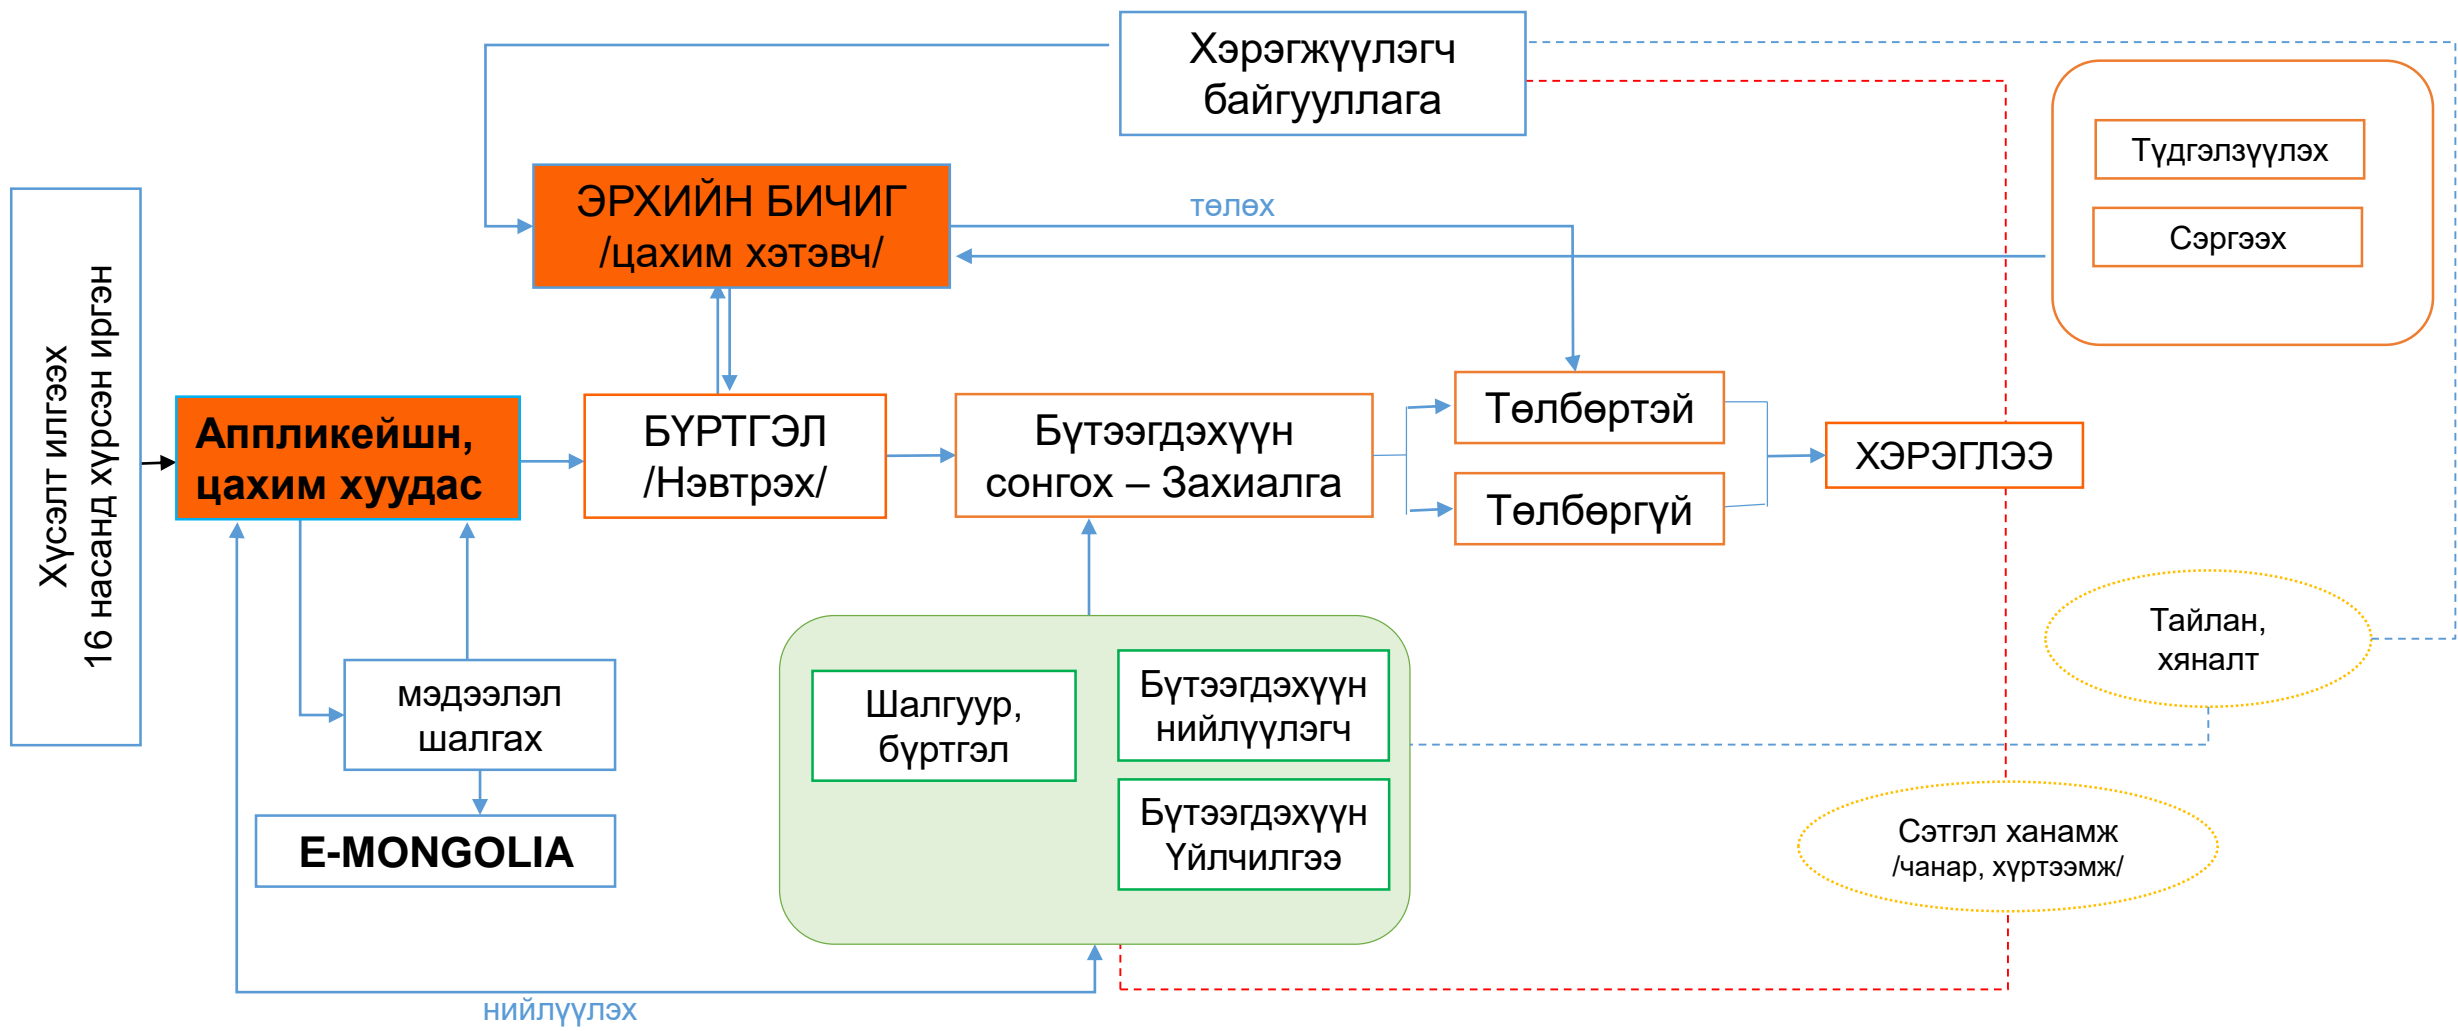 Хэрэгжүүлэгч
байгууллага
Түдгэлзүүлэх
Сэргээх
ЭРХИЙН БИЧИГ
/цахим хэтэвч/
төлөх
Хүсэлт илгээх
16 насанд хүрсэн иргэн
Аппликейшн,
цахим хуудас
БҮРТГЭЛ
/Нэвтрэх/
Бүтээгдэхүүн
сонгох – Захиалга
Төлбөртэй
Төлбөргүй
ХЭРЭГЛЭЭ
мэдээлэл
шалгах
E-MONGOLIA
Шалгуур,
бүртгэл
Бүтээгдэхүүн
нийлүүлэгч
Бүтээгдэхүүн
Үйлчилгээ
Тайлан,
хяналт
Сэтгэл ханамж
/чанар, хүртээмж/
нийлүүлэх